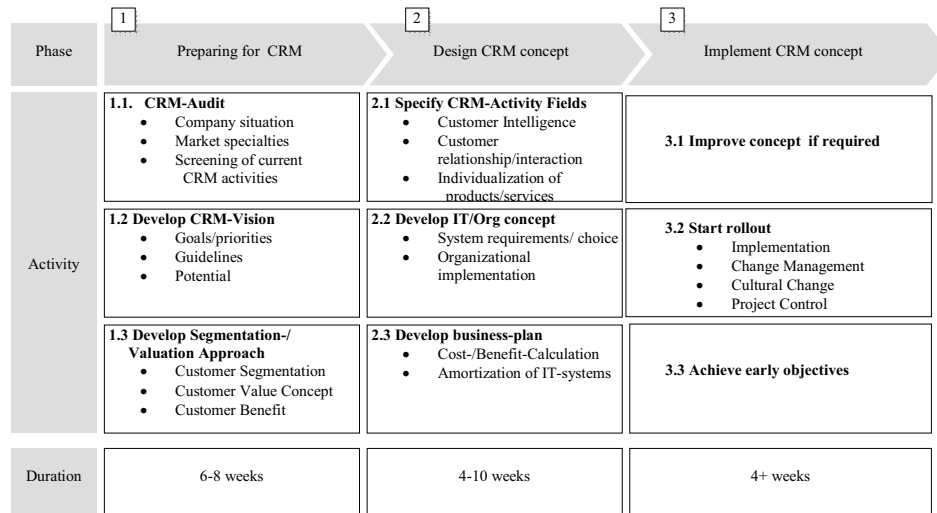 1
2
3
Phase
Preparing for CRM
Design CRM concept
Implement CRM concept
Activity
1.1. CRM-Audit
• Company situation
• Market specialties
• Screening of current
CRM activities
2.1 Specify CRM-Activity Fields
• Customer Intelligence
• Customer
relationship/interaction
• Individualization of
products/services
3.1 Improve concept if required
1.2 Develop CRM-Vision
• Goals/priorities
• Guidelines
• Potential
2.2 Develop IT/Org concept
• System requirements/ choice
• Organizational
implementation
3.2 Start rollout
• Implementation
• Change Management
• Cultural Change
• Project Control
1.3 Develop Segmentation-/
Valuation Approach
• Customer Segmentation
• Customer Value Concept
• Customer Benefit
2.3 Develop business-plan
• Cost-/Benefit-Calculation
• Amortization of IT-systems
3.3 Achieve early objectives
Duration
6-8 weeks
4-10 weeks
4+ weeks